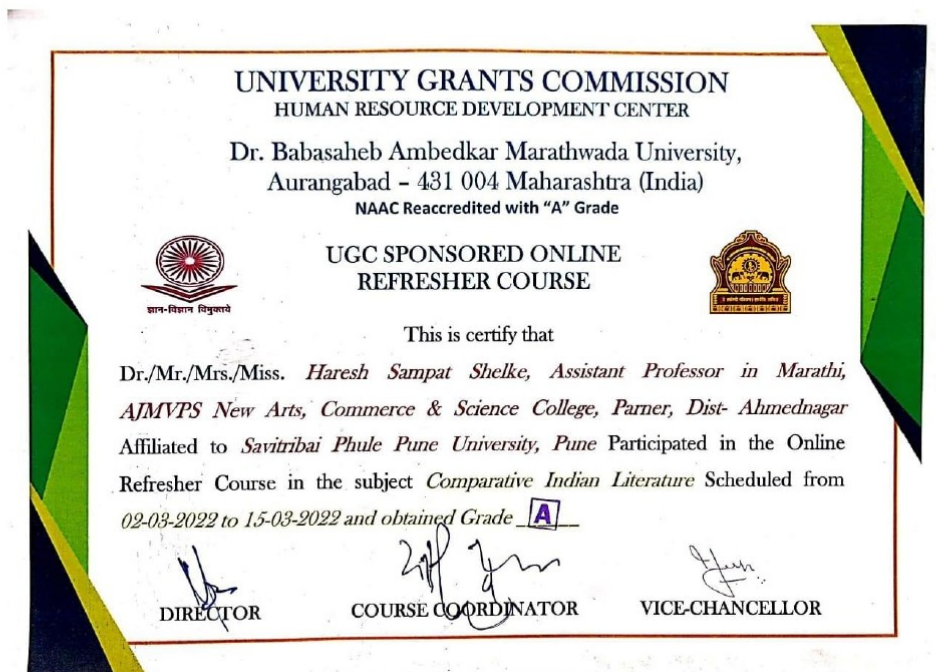 UNIVERSITY GRANTS COMMISSION
HUMAN RESOURCE DEVELOPMENT CENTER
Dr. Babasaheb Ambedkar Marathwada University,
Aurangabad – 431 004 Maharashtra (India)
NAAC Reaccredited with “A” Grade
UGC SPONSORED ONLINE
REFRESHER COURSE
ज्ञान-विज्ञान विमुक्तये
This is certify that
Dr./Mr./Mrs./Miss. Haresh Sampat Shelke, Assistant Professor in Marathi,
AJMVPS New Arts, Commerce & Science College, Parner, Dist- Ahmednagar
Affiliated to Savitribai Phule Pune University, Pune Participated in the Online
Refresher Course in the subject Comparative Indian Literature Scheduled from
02-03-2022 to 15-03-2022 and obtained Grade A
DIRECTOR COURSE COORDINATOR VICE-CHANCELLOR